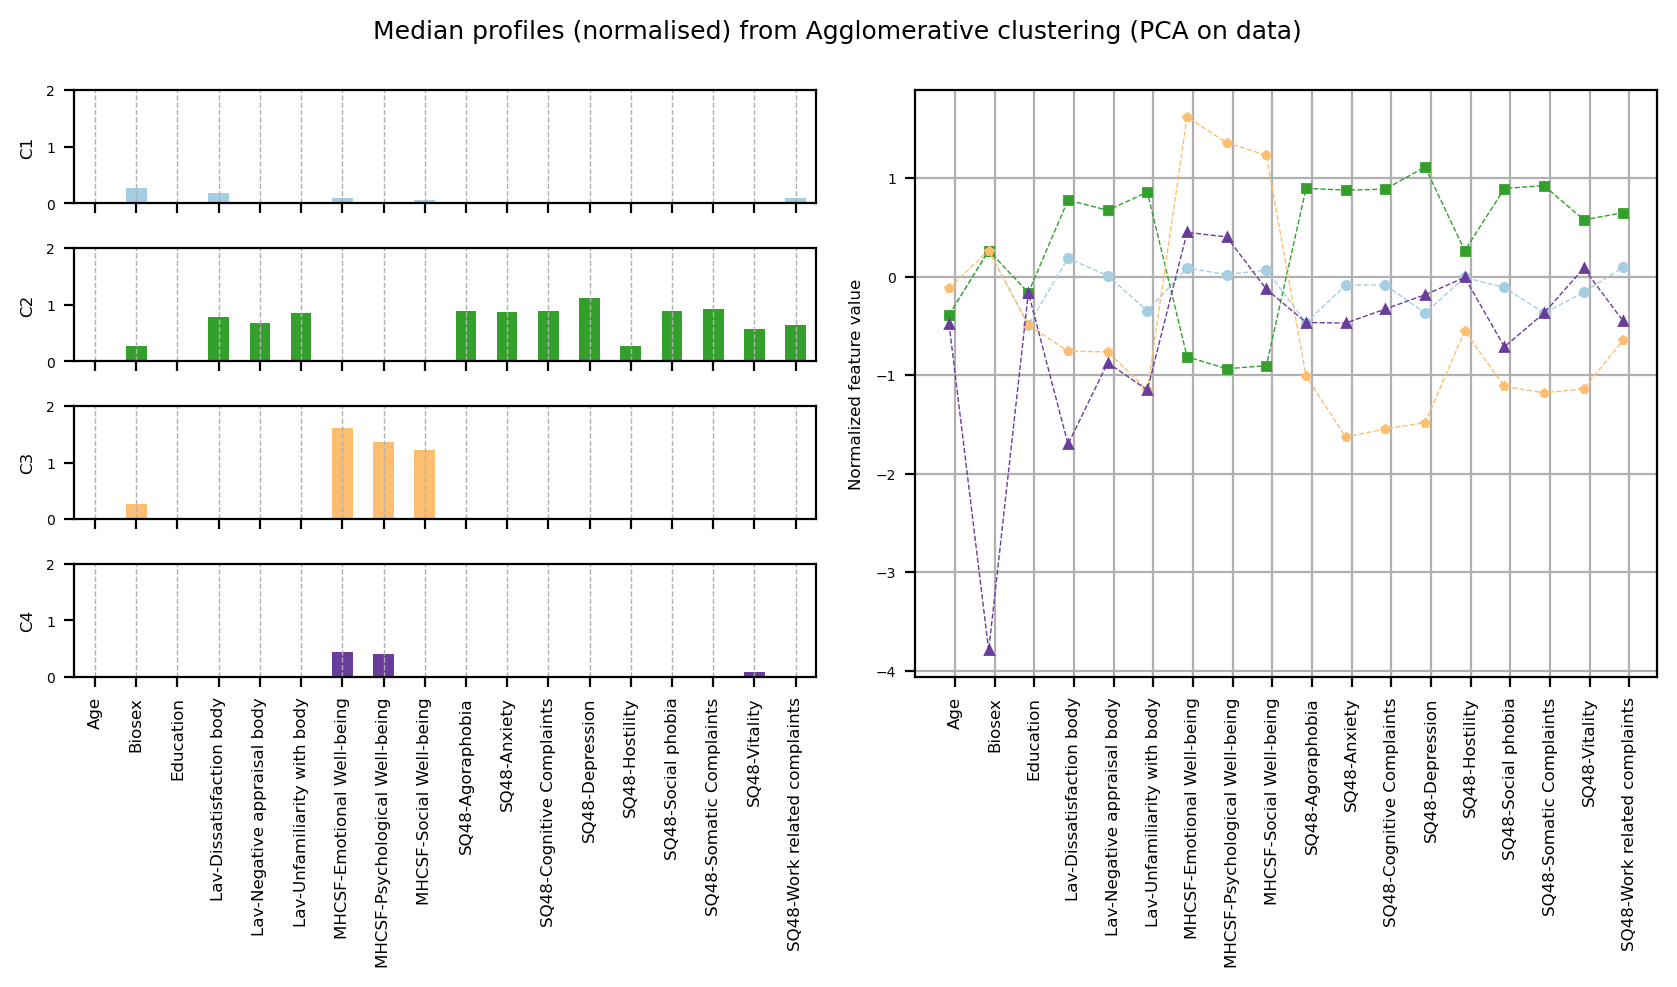 Median profiles (normalised) from Agglomerative clustering (PCA on data)
2
1
0
C1
2
1
0
C2
2
1
0
C3
2
1
0
C4
Age
Biosex
Education
Lav-Dissatisfaction body
Lav-Negative appraisal body
Lav-Unfamiliarity with body
MHCSF-Emotional Well-being
MHCSF-Psychological Well-being
MHCSF-Social Well-being
SQ48-Agoraphobia
SQ48-Anxiety
SQ48-Cognitive Complaints
SQ48-Depression
SQ48-Hostility
SQ48-Social phobia
SQ48-Somatic Complaints
SQ48-Vitality
SQ48-Work related complaints
Normalized feature value
1
0
−1
−2
−3
−4
Age
Biosex
Education
Lav-Dissatisfaction body
Lav-Negative appraisal body
Lav-Unfamiliarity with body
MHCSF-Emotional Well-being
MHCSF-Psychological Well-being
MHCSF-Social Well-being
SQ48-Agoraphobia
SQ48-Anxiety
SQ48-Cognitive Complaints
SQ48-Depression
SQ48-Hostility
SQ48-Social phobia
SQ48-Somatic Complaints
SQ48-Vitality
SQ48-Work related complaints